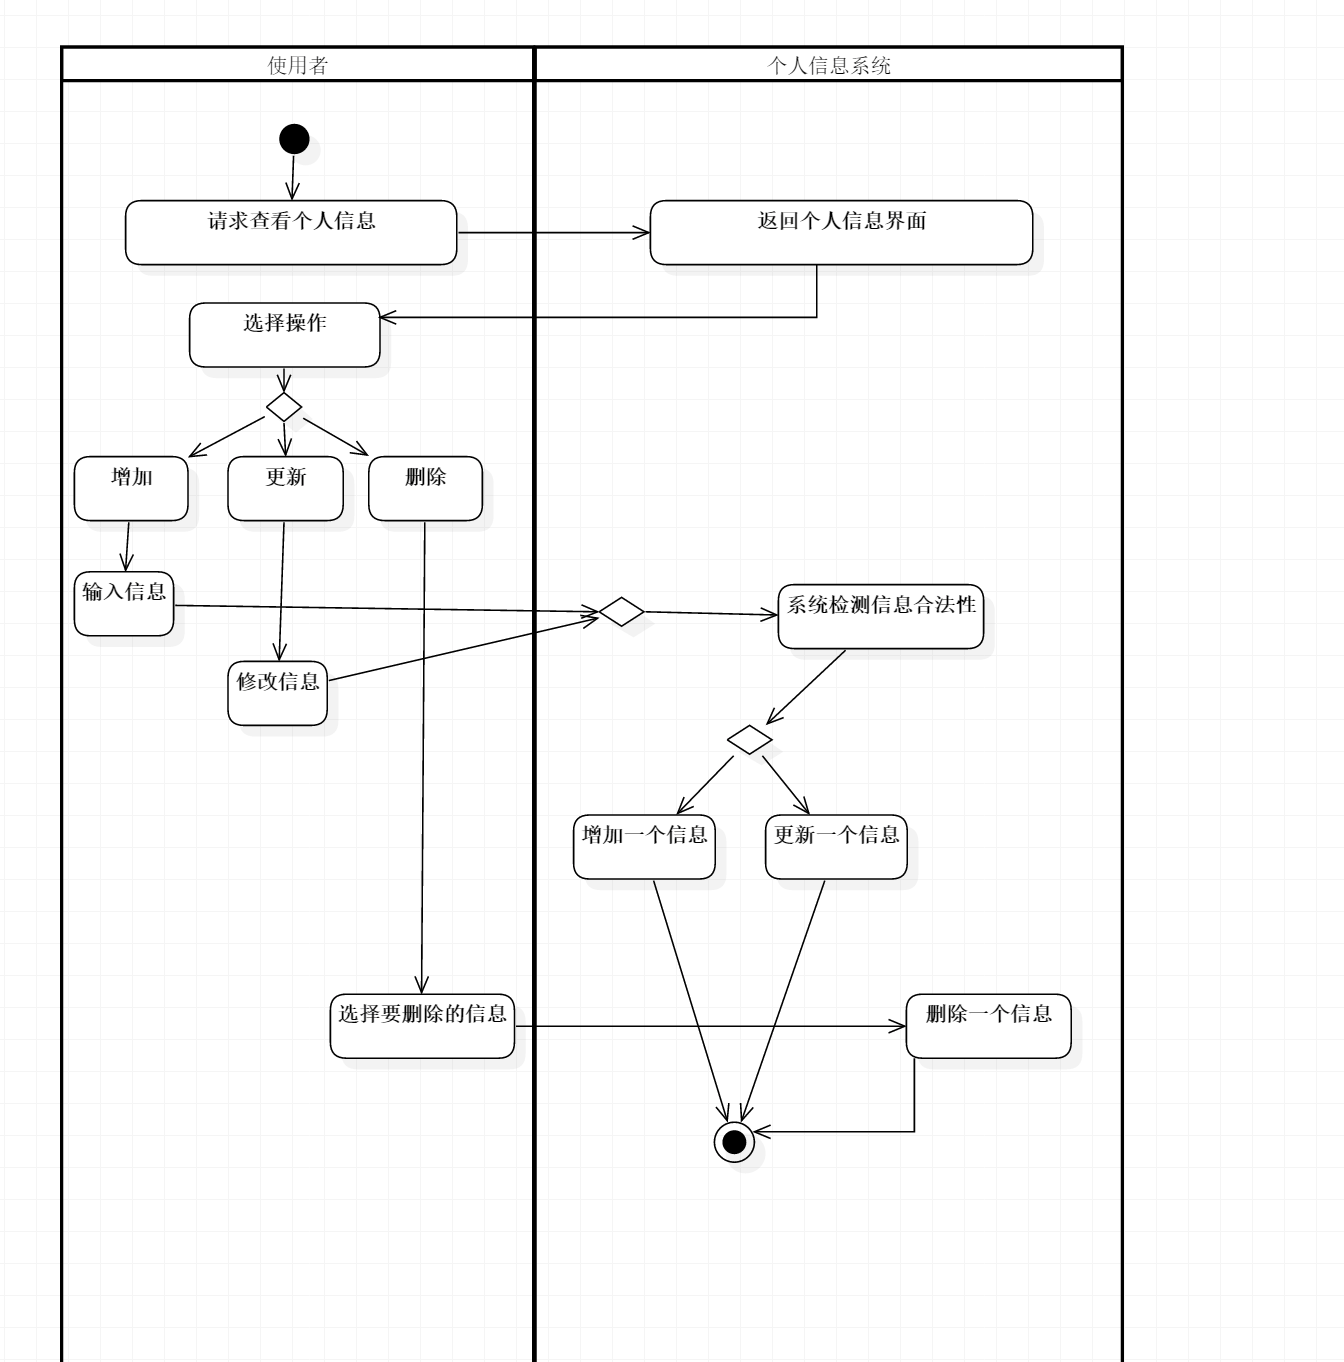 使用者
个人信息系统
请求查看个人信息
返回个人信息界面
选择操作
增加
更新
删除
输入信息
系统检测信息合法性
修改信息
增加一个信息
更新一个信息
选择要删除的信息
删除一个信息